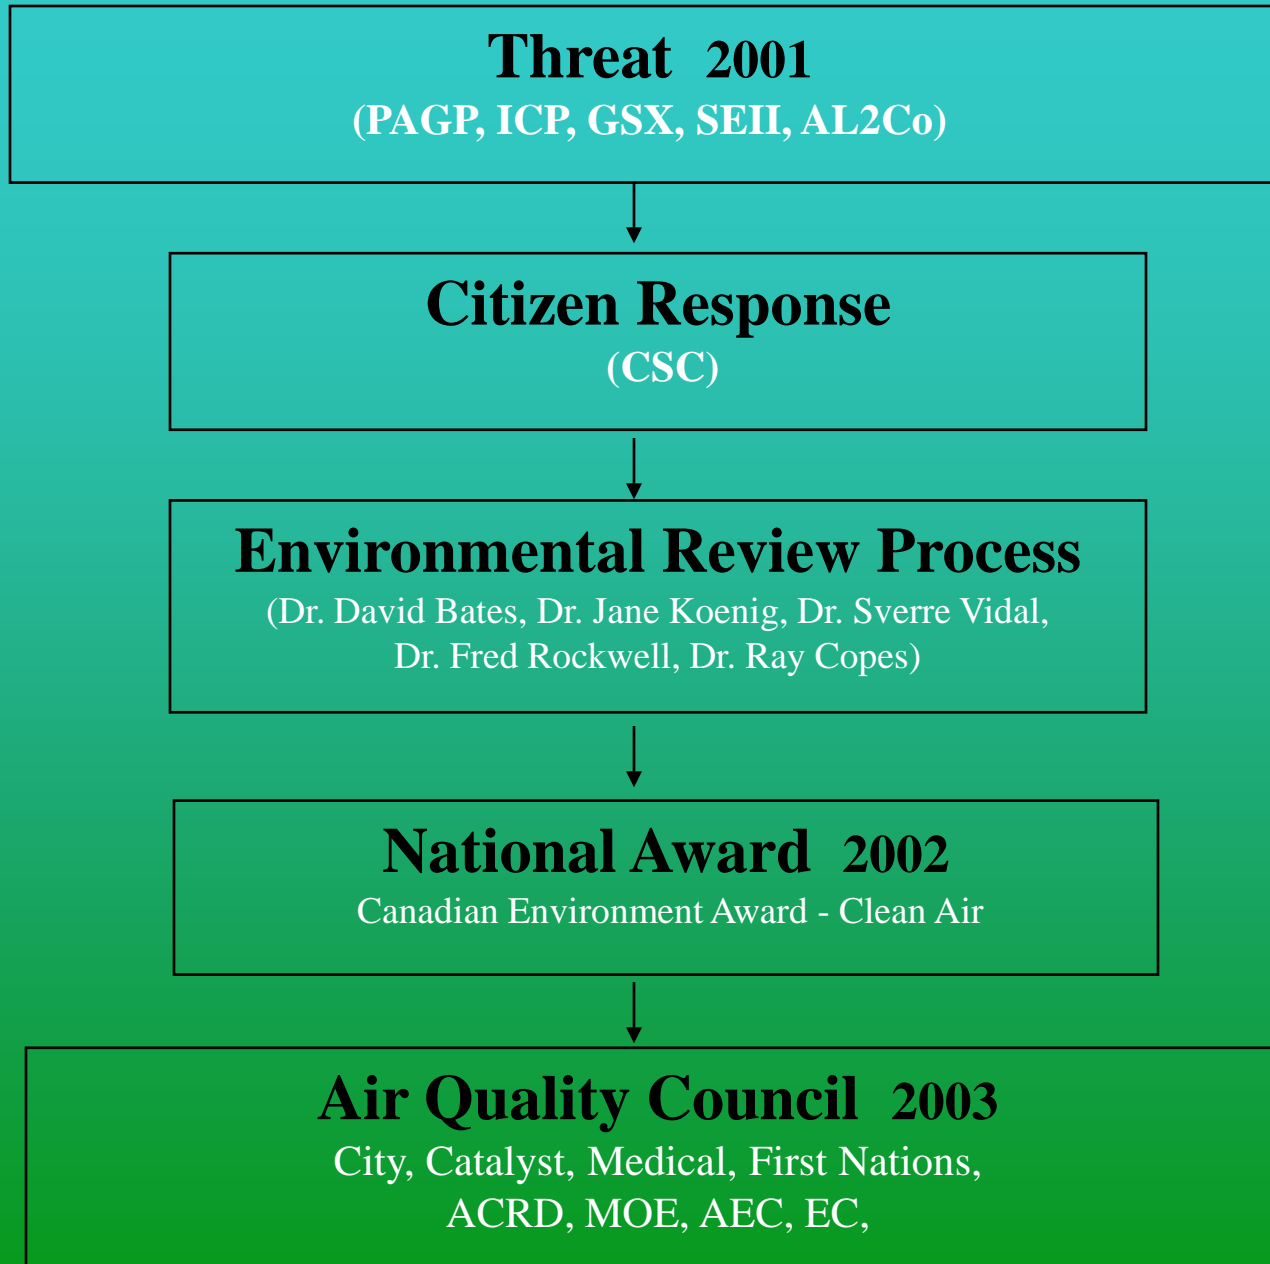 Threat 2001
(PAGP, ICP, GSX, SEII, AL2Co)
Citizen Response
(CSC)
Environmental Review Process
(Dr. David Bates, Dr. Jane Koenig, Dr. Sverre Vidal,
Dr. Fred Rockwell, Dr. Ray Copes)
National Award 2002
Canadian Environment Award - Clean Air
Air Quality Council 2003
City, Catalyst, Medical, First Nations,
ACRD, MOE, AEC, EC,